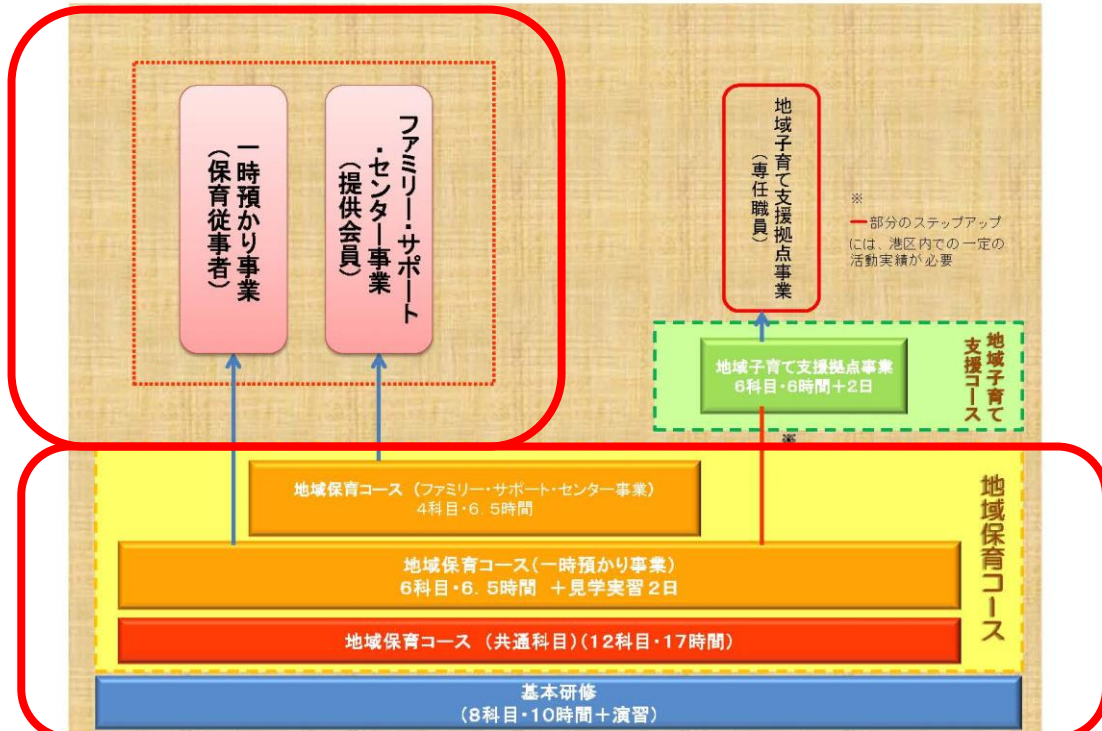 一時預かり事業
（保育従事者）
ファミリー・サポート
・センター事業
（提供会員）
地域子育て支援拠点事業
（専任職員）
※
━部分のステップアップ
には、港区内での一定の
活動実績が必要
地域子育て支援拠点事業
6科目・6時間＋2日
地域子育て
支援コース
※
地域保育コース （ファミリー・サポート・センター事業）
4科目・6．5時間
地域保育コース（一時預かり事業）
6科目・6．5時間 ＋見学実習2日
地域保育コース （共通科目）（12科目・17時間）
地域保育コース
基本研修
（8科目・10時間＋演習）